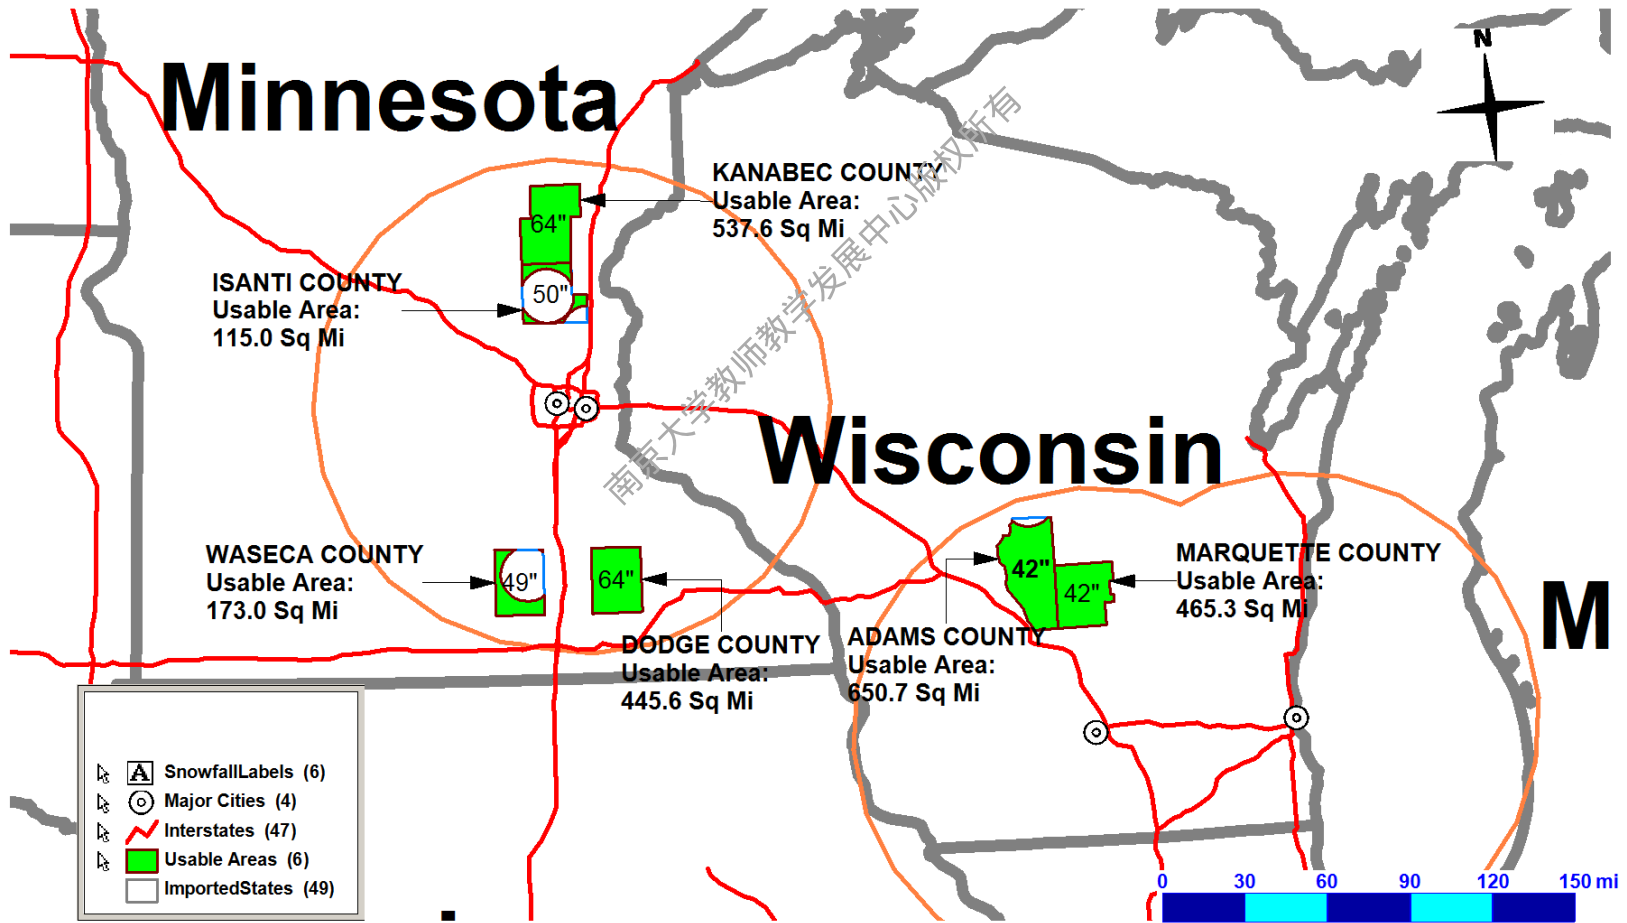 N
Minnesota
KANABEC COUNTY
Usable Area:
537.6 Sq Mi
64"
ISANTI COUNTY
Usable Area:
115.0 Sq Mi
50"
南京大学教师教学发展中心版权所有
Wisconsin
WASECA COUNTY
Usable Area:
173.0 Sq Mi
49"
64"
DODGE COUNTY
Usable Area:
445.6 Sq Mi
42"
42"
ADAMS COUNTY
Usable Area:
650.7 Sq Mi
MARQUETTE COUNTY
Usable Area:
465.3 Sq Mi
M
A SnowfallLabels (6)
Major Cities (4)
Interstates (47)
Usable Areas (6)
ImportedStates (49)
0 30 60 90 120 150 mi